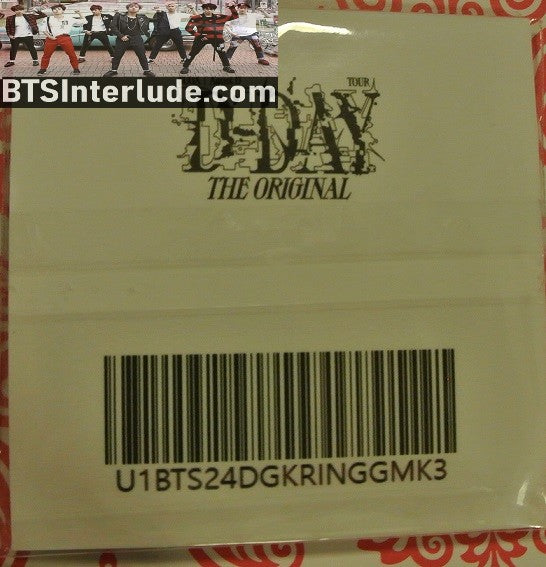 BTSInterlude.com
TOUR
D-DAY
THE ORIGINAL
U1BTS24DGKRINGGMK3